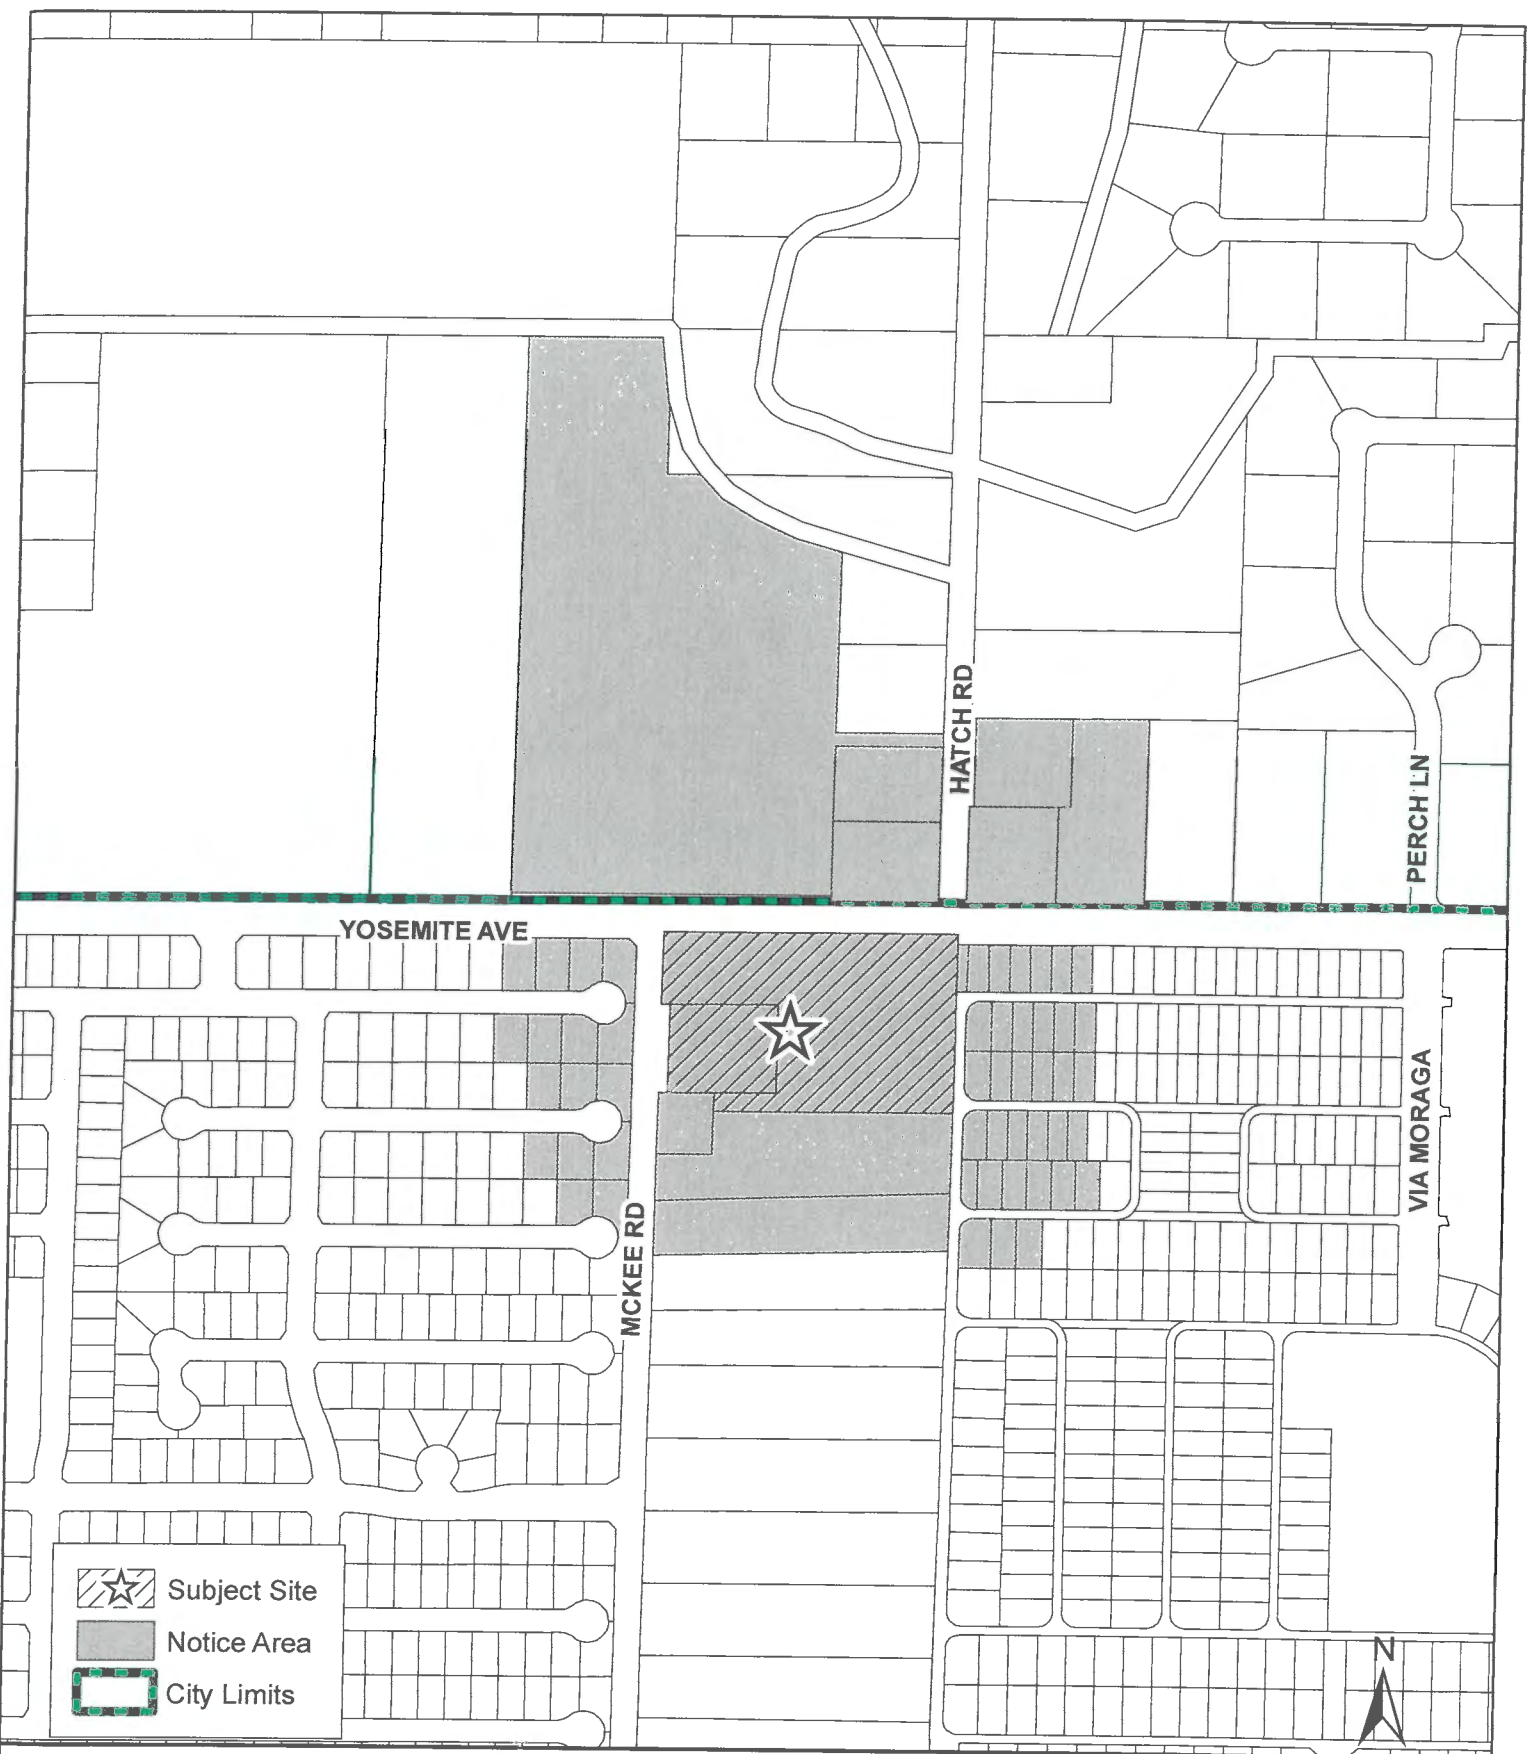 HATCH RD
PERCH LN
YOSEMITE AVE
VIA MORAGA
MCKEE RD
Subject Site
Notice Area
City Limits
N